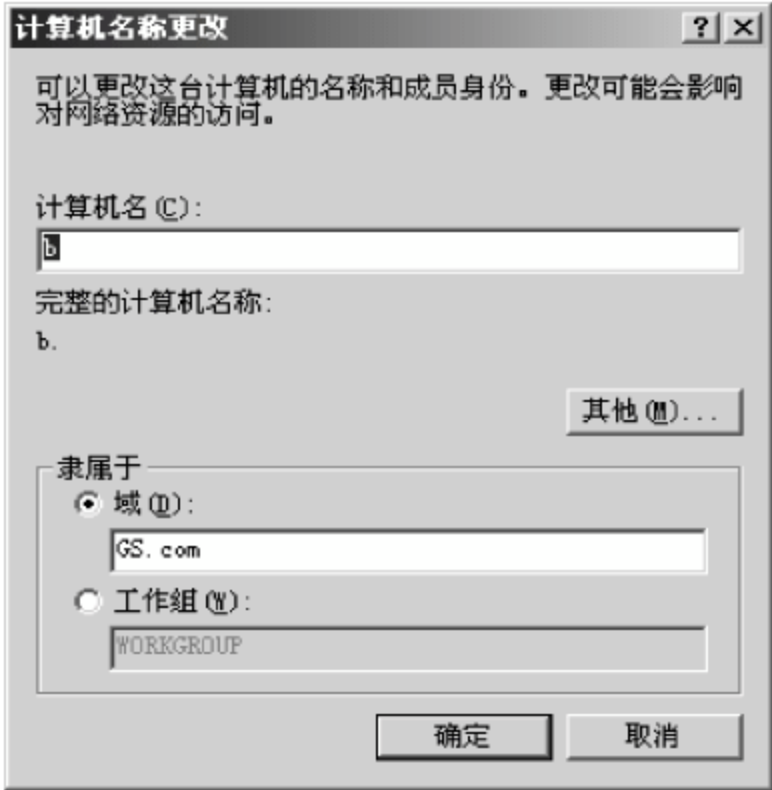 计算机名称更改
可以更改这台计算机的名称和成员身份。更改可能会影响
对网络资源的访问。
计算机名(C):
b
完整的计算机名称:
b.
其他(M)...
隶属于
域(D):
GS.com
工作组(W):
WORKGROUP
确定
取消